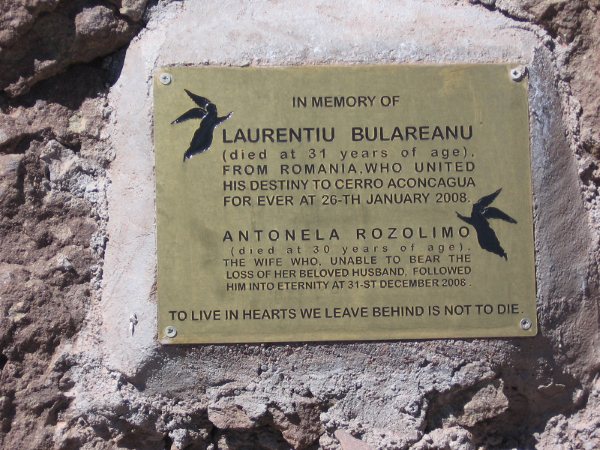 IN MEMORY OF
LAURENTIU BULAREANU
(died at 31 years of age).
FROM ROMANIA, WHO UNITED
HIS DESTINY TO CERRO ACONCAGUA
FOR EVER AT 26-TH JANUARY 2008.
ANTONELA ROZOLIMO
(died at 30 years of age).
THE WIFE WHO, UNABLE TO BEAR THE
LOSS OF HER BELOVED HUSBAND, FOLLOWED
HIM INTO ETERNITY AT 31-ST DECEMBER 2008.
TO LIVE IN HEARTS WE LEAVE BEHIND IS NOT TO DIE.